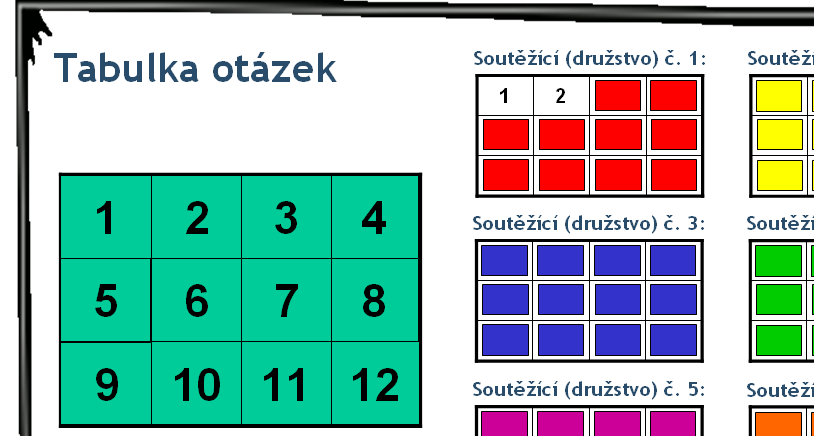 Tabulka otázek
1 2 3 4
5 6 7 8
9 10 11 12
Soutěžící (družstvo) č. 1:
1 2
Soutěžící (družstvo) č. 3:
Soutěžící (družstvo) č. 5: